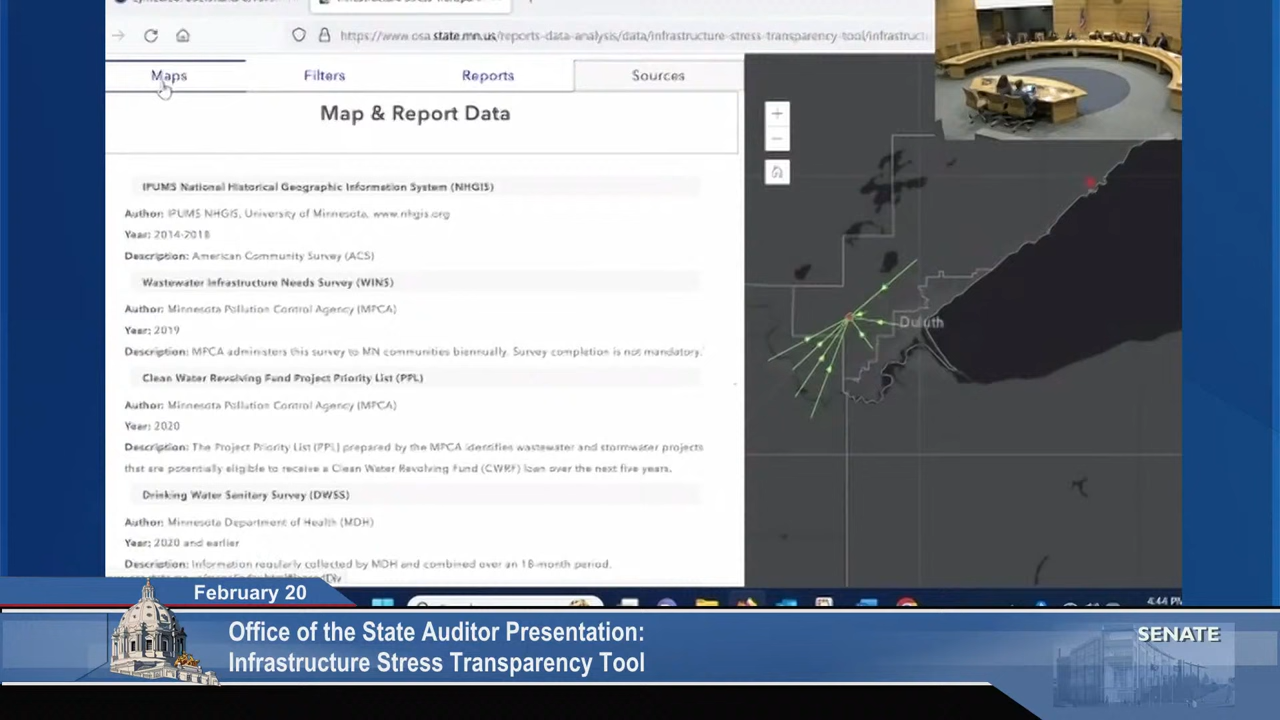 https://www.osa.state.mn.us/reports-data-analysis/data/infrastructure-stress-transparency-tool/infrastruct
Maps
Filters
Reports
Sources
Map & Report Data
IPUMS National Historical Geographic Information System (NHGIS)
Author: IPUMS NHGIS, University of Minnesota, www.nhgis.org
Year: 2014-2018
Description: American Community Survey (ACS)
Wastewater Infrastructure Needs Survey (WINS)
Author: Minnesota Pollution Control Agency (MPCA)
Year: 2019
Description: MPCA administers this survey to MN communities biennually. Survey completion is not mandatory.
Clean Water Revolving Fund Project Priority List (PPL)
Author: Minnesota Pollution Control Agency (MPCA)
Year: 2020
Description: The Project Priority List (PPL) prepared by the MPCA identifies wastewater and stormwater projects
that are potentially eligible to receive a Clean Water Revolving Fund (CWRF) loan over the next five years.
Drinking Water Sanitary Survey (DWSS)
Author: Minnesota Department of Health (MDH)
Year: 2020 and earlier
Description: Information regularly collected by MDH and combined over an 18-month period.
Duluth
4:44 PM
February 20
Office of the State Auditor Presentation:
Infrastructure Stress Transparency Tool
SENATE